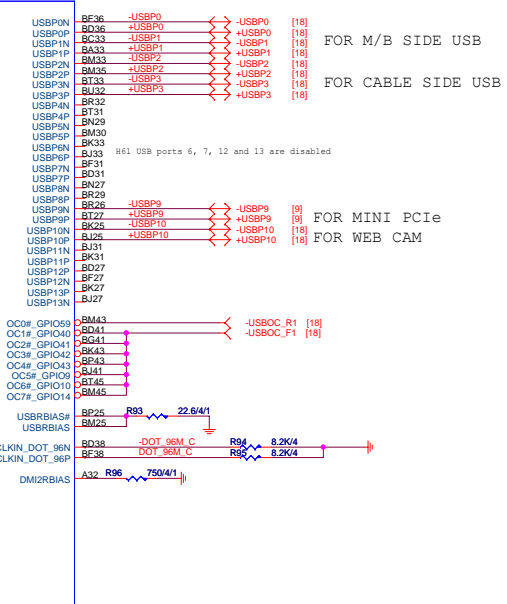 USBP0N BF36 -USBP0 -USBP0 [18]
USBP0P BD36 +USBP0 +USBP0 [18]
USBP1N BC33 -USBP1 -USBP1 [18] FOR M/B SIDE USB
USBP1P BA33 +USBP1 +USBP1 [18]
USBP2N BM33 -USBP2 -USBP2 [18]
USBP2P BM35 +USBP2 +USBP2 [18]
USBP3N BT33 -USBP3 -USBP3 [18] FOR CABLE SIDE USB
USBP3P BU32 +USBP3 +USBP3 [18]
USBP4N BR32
USBP4P BT31
USBP5N BN29
USBP5P BM30
USBP6N BK33
USBP6P BJ33 H61 USB ports 6, 7, 12 and 13 are disabled
USBP7N BF31
USBP7P BD31
USBP8N BN27
USBP8P BR29
USBP9N BR26 -USBP9 -USBP9 [9]
USBP9P BT27 +USBP9 +USBP9 [9] FOR MINI PCIe
USBP10N BK25 -USBP10 -USBP10 [18]
USBP10P BJ25 +USBP10 +USBP10 [18] FOR WEB CAM
USBP11N BJ31
USBP11P BK31
USBP12P BD27
USBP12N BF27
USBP13P BK27
USBP13N BJ27
OC0#_GPIO59 BM43 -USBOC_R1 [18]
OC1#_GPIO40 BD41 -USBOC_F1 [18]
OC2#_GPIO41 BG41
OC3#_GPIO42 BK43
OC4#_GPIO43 BP43
OC5#_GPIO9 BJ41
OC6#_GPIO10 BT45
OC7#_GPIO14 BM45
USBRBIAS# BP25 R93 22.6/4/1
USBRBIAS BM25
CLKIN_DOT_96N BD38 -DOT_96M_C R94 8.2K/4
CLKIN_DOT_96P BF38 DOT_96M_C R95 8.2K/4
DMI2RBIAS A32 R96 750/4/1